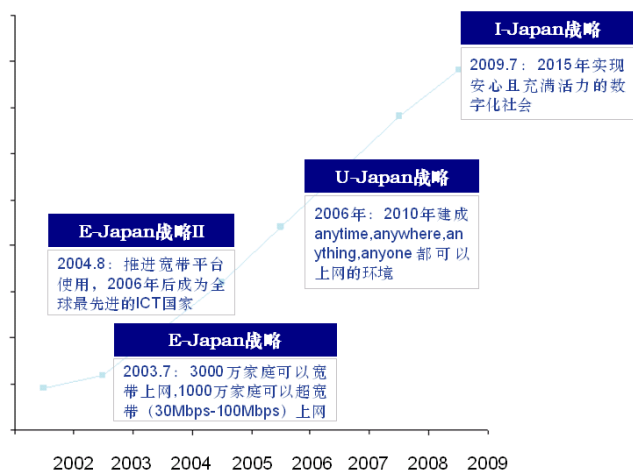 I-Japan战略
2009.7：2015年实现
安心且充满活力的数
字化社会
U-Japan战略
2006年：2010年建成
anytime,anywhere,an
ything,anyone都可以
上网的环境
E-Japan战略II
2004.8：推进宽带平台
使用，2006年后成为全
球最先进的ICT国家
E-Japan战略
2003.7：3000万家庭可以宽
带上网,1000万家庭可以超宽
带（30Mbps-100Mbps）上网
2002 2003 2004 2005 2006 2007 2008 2009